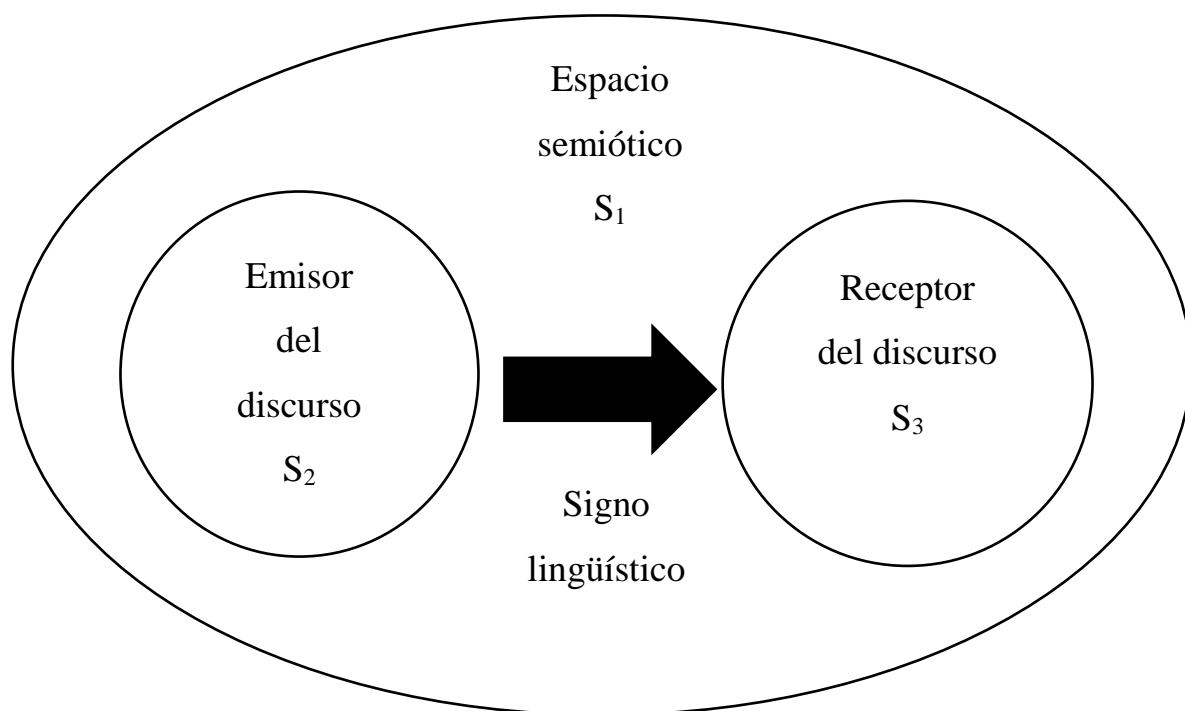 Espacio
semiótico
S₁
Emisor
del
discurso
S₂
Receptor
del discurso
S₃
Signo
lingüístico